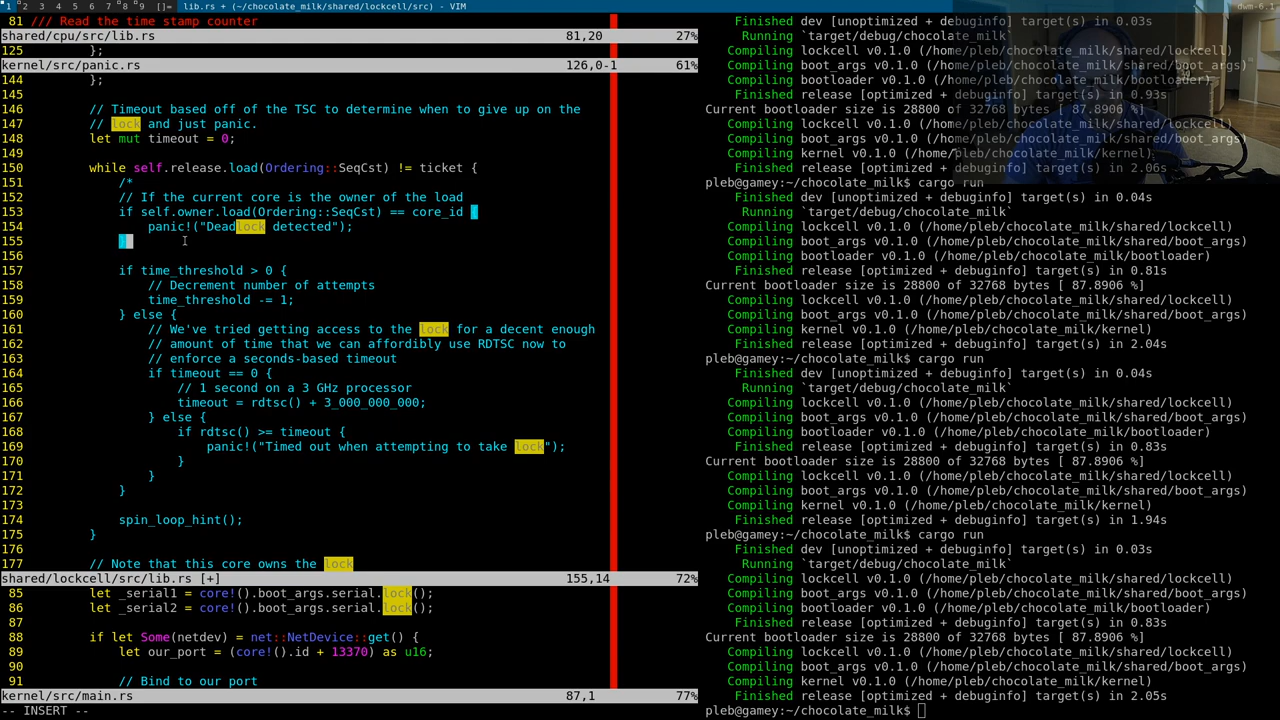 1 2 3 4 5 6 7 8 9 []= lib.rs + (~/chocolate_milk/shared/lockcell/src) - VIM dwm-6.1
81 /// Read the time stamp counter
shared/cpu/src/lib.rs 81,20 27%
125 };
kernel/src/panic.rs 126,0-1 61%
144 };
145
146 // Timeout based off of the TSC to determine when to give up on the
147 // lock and just panic.
148 let mut timeout = 0;
149
150 while self.release.load(Ordering::SeqCst) != ticket {
151 /*
152 // If the current core is the owner of the load
153 if self.owner.load(Ordering::SeqCst) == core_id {
154 panic!("Deadlock detected");
155 }
156
157 if time_threshold > 0 {
158 // Decrement number of attempts
159 time_threshold -= 1;
160 } else {
161 // We've tried getting access to the lock for a decent enough
162 // amount of time that we can affordibly use RDTSC now to
163 // enforce a seconds-based timeout
164 if timeout == 0 {
165 // 1 second on a 3 GHz processor
166 timeout = rdtsc() + 3_000_000_000;
167 } else {
168 if rdtsc() >= timeout {
169 panic!("Timed out when attempting to take lock");
170 }
171 }
172 }
173
174 spin_loop_hint();
175 }
176
177 // Note that this core owns the lock
shared/lockcell/src/lib.rs [+] 155,14 72%
85 let _serial1 = core!().boot_args.serial.lock();
86 let _serial2 = core!().boot_args.serial.lock();
87
88 if let Some(netdev) = net::NetDevice::get() {
89 let our_port = (core!().id + 13370) as u16;
90
91 // Bind to our port
kernel/src/main.rs 87,1 77%
-- INSERT --
Finished dev [unoptimized + debuginfo] target(s) in 0.03s
Running `target/debug/chocolate_milk`
Compiling lockcell v0.1.0 (/home/pleb/chocolate_milk/shared/lockcell)
Compiling boot_args v0.1.0 (/home/pleb/chocolate_milk/shared/boot_args)
Compiling bootloader v0.1.0 (/home/pleb/chocolate_milk/bootloader)
Finished release [optimized + debuginfo] target(s) in 0.93s
Current bootloader size is 28800 of 32768 bytes [ 87.8906 %]
Compiling lockcell v0.1.0 (/home/pleb/chocolate_milk/shared/lockcell)
Compiling boot_args v0.1.0 (/home/pleb/chocolate_milk/shared/boot_args)
Compiling kernel v0.1.0 (/home/pleb/chocolate_milk/kernel)
Finished release [optimized + debuginfo] target(s) in 2.06s
pleb@gamey:~/chocolate_milk$ cargo run
Finished dev [unoptimized + debuginfo] target(s) in 0.04s
Running `target/debug/chocolate_milk`
Compiling lockcell v0.1.0 (/home/pleb/chocolate_milk/shared/lockcell)
Compiling boot_args v0.1.0 (/home/pleb/chocolate_milk/shared/boot_args)
Compiling bootloader v0.1.0 (/home/pleb/chocolate_milk/bootloader)
Finished release [optimized + debuginfo] target(s) in 0.81s
Current bootloader size is 28800 of 32768 bytes [ 87.8906 %]
Compiling lockcell v0.1.0 (/home/pleb/chocolate_milk/shared/lockcell)
Compiling boot_args v0.1.0 (/home/pleb/chocolate_milk/shared/boot_args)
Compiling kernel v0.1.0 (/home/pleb/chocolate_milk/kernel)
Finished release [optimized + debuginfo] target(s) in 2.04s
pleb@gamey:~/chocolate_milk$ cargo run
Finished dev [unoptimized + debuginfo] target(s) in 0.04s
Running `target/debug/chocolate_milk`
Compiling lockcell v0.1.0 (/home/pleb/chocolate_milk/shared/lockcell)
Compiling boot_args v0.1.0 (/home/pleb/chocolate_milk/shared/boot_args)
Compiling bootloader v0.1.0 (/home/pleb/chocolate_milk/bootloader)
Finished release [optimized + debuginfo] target(s) in 0.83s
Current bootloader size is 28800 of 32768 bytes [ 87.8906 %]
Compiling lockcell v0.1.0 (/home/pleb/chocolate_milk/shared/lockcell)
Compiling boot_args v0.1.0 (/home/pleb/chocolate_milk/shared/boot_args)
Compiling kernel v0.1.0 (/home/pleb/chocolate_milk/kernel)
Finished release [optimized + debuginfo] target(s) in 1.94s
pleb@gamey:~/chocolate_milk$ cargo run
Finished dev [unoptimized + debuginfo] target(s) in 0.03s
Running `target/debug/chocolate_milk`
Compiling lockcell v0.1.0 (/home/pleb/chocolate_milk/shared/lockcell)
Compiling boot_args v0.1.0 (/home/pleb/chocolate_milk/shared/boot_args)
Compiling bootloader v0.1.0 (/home/pleb/chocolate_milk/bootloader)
Finished release [optimized + debuginfo] target(s) in 0.83s
Current bootloader size is 28800 of 32768 bytes [ 87.8906 %]
Compiling lockcell v0.1.0 (/home/pleb/chocolate_milk/shared/lockcell)
Compiling boot_args v0.1.0 (/home/pleb/chocolate_milk/shared/boot_args)
Compiling kernel v0.1.0 (/home/pleb/chocolate_milk/kernel)
Finished release [optimized + debuginfo] target(s) in 2.05s
pleb@gamey:~/chocolate_milk$